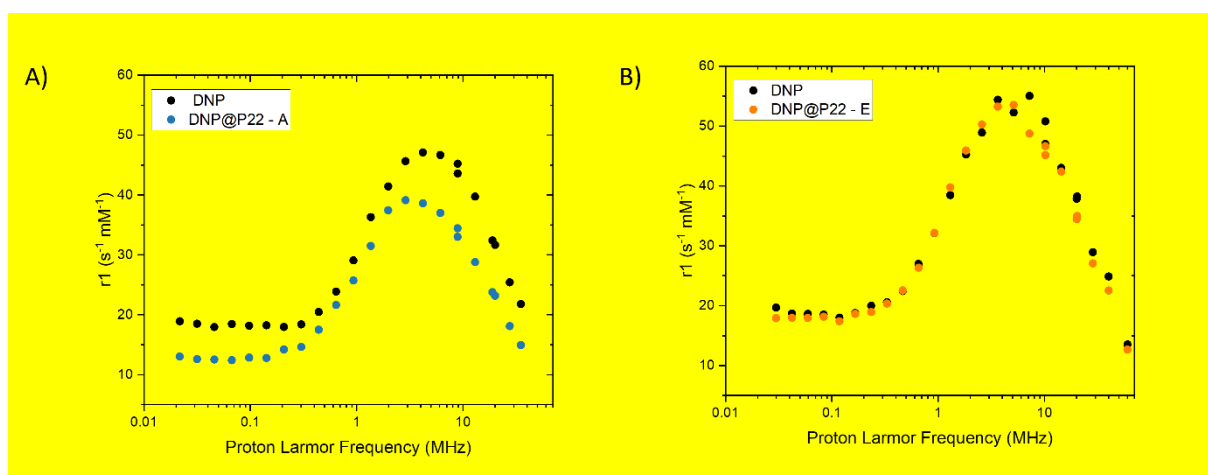 A)
60
50
40
30
20
10
r1 (s⁻¹ mM⁻¹)
DNP
DNP@P22 - A
0.01
0.1
1
10
Proton Larmor Frequency (MHz)
B)
60
50
40
30
20
10
r1 (s⁻¹ mM⁻¹)
DNP
DNP@P22 - E
0.01
0.1
1
10
Proton Larmor Frequency (MHz)